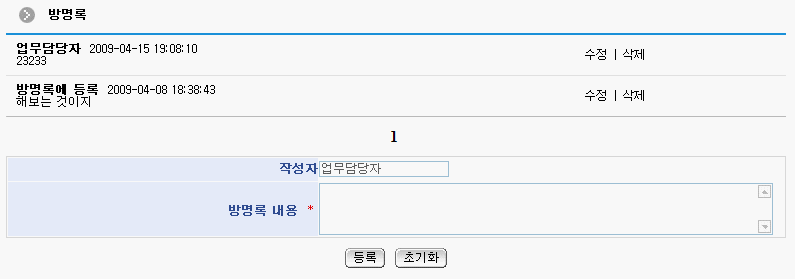 방명록
업무담당자 2009-04-15 19:08:10
23233
수정 | 삭제
방명록에 등록 2009-04-08 18:38:43
해보는 것이지
수정 | 삭제
1
작성자 업무담당자
방명록 내용 *
등록 초기화